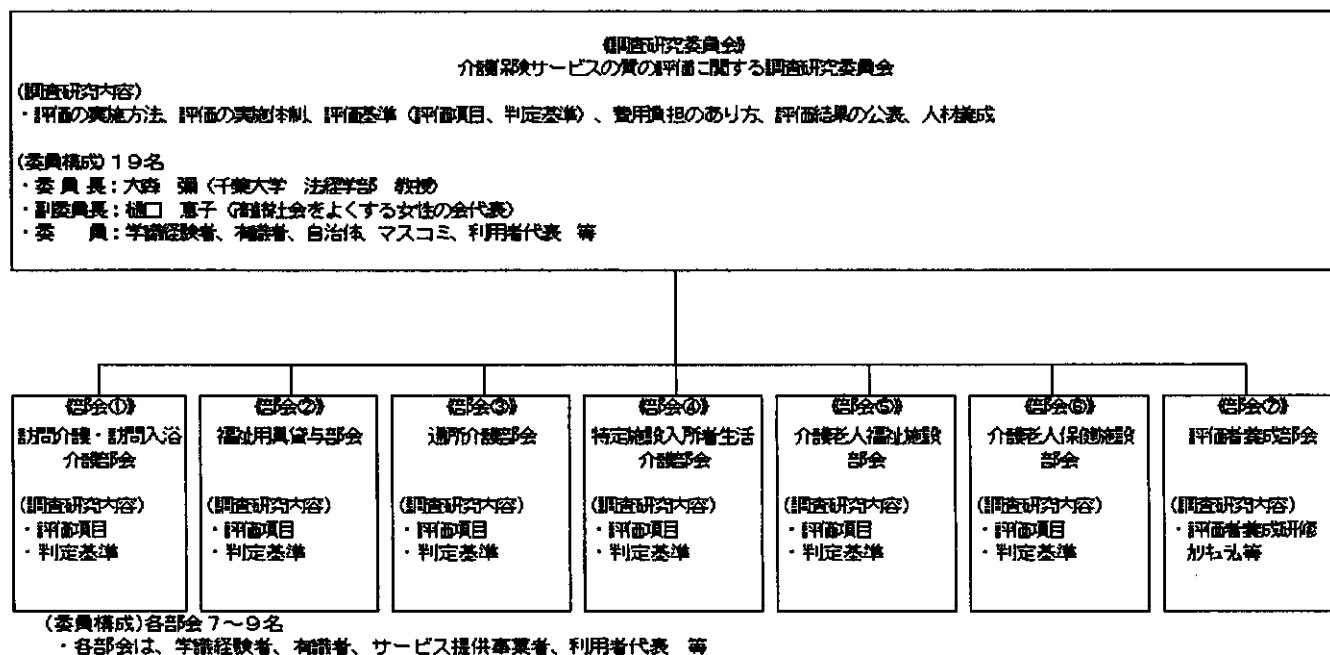 《調査研究委員会》
介護保険サービスの質の評価に関する調査研究委員会
(調査研究内容)
・評価の実施方法、評価の実施体制、評価基準（評価項目、判定基準）、費用負担のあり方、評価結果の公表、人材養成
(委員構成)１９名
・委 員 長：大森　彌（千葉大学　法経学部　教授）
・副委員長：樋口　恵子（高齢社会をよくする女性の会代表）
・委　　員：学識経験者、有識者、自治体、マスコミ、利用者代表　等
《部会①》
訪問介護・訪問入浴
介護部会
(調査研究内容)
・評価項目
・判定基準
《部会②》
福祉用具貸与部会
(調査研究内容)
・評価項目
・判定基準
《部会③》
通所介護部会
(調査研究内容)
・評価項目
・判定基準
《部会④》
特定施設入所者生活
介護部会
(調査研究内容)
・評価項目
・判定基準
《部会⑤》
介護老人福祉施設
部会
(調査研究内容)
・評価項目
・判定基準
《部会⑥》
介護老人保健施設
部会
(調査研究内容)
・評価項目
・判定基準
《部会⑦》
評価者養成部会
(調査研究内容)
・評価者養成研修
カリキュラム等
(委員構成)各部会７～９名
・各部会は、学識経験者、有識者、サービス提供事業者、利用者代表　等